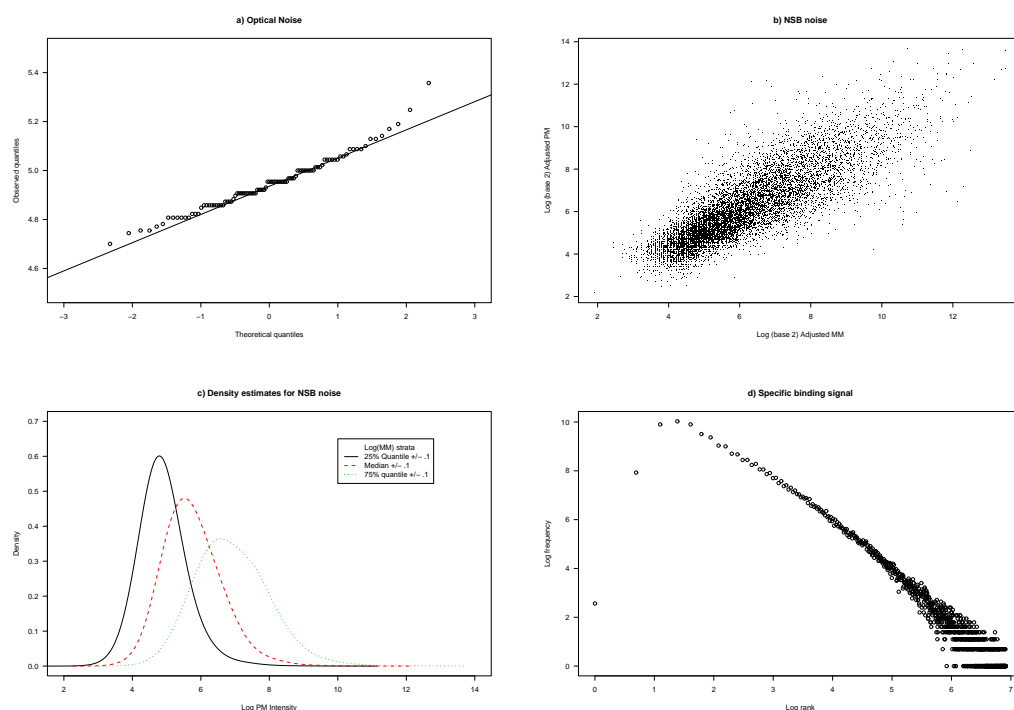 a) Optical Noise
5.4
5.2
5.0
4.8
4.6
Observed quantiles
−3 −2 −1 0 1 2 3
Theoretical quantiles
b) NSB noise
14
12
10
8
6
4
2
Log (base 2) Adjusted PM
2 4 6 8 10 12
Log (base 2) Adjusted MM
c) Density estimates for NSB noise
0.7
0.6
0.5
0.4
0.3
0.2
0.1
0.0
Density
Log(MM) strata
25% Quantile +/− .1
Median +/− .1
75% quantile +/− .1
2 4 6 8 10 12 14
Log PM Intensity
d) Specific binding signal
10
8
6
4
2
0
Log frequency
0 1 2 3 4 5 6 7
Log rank